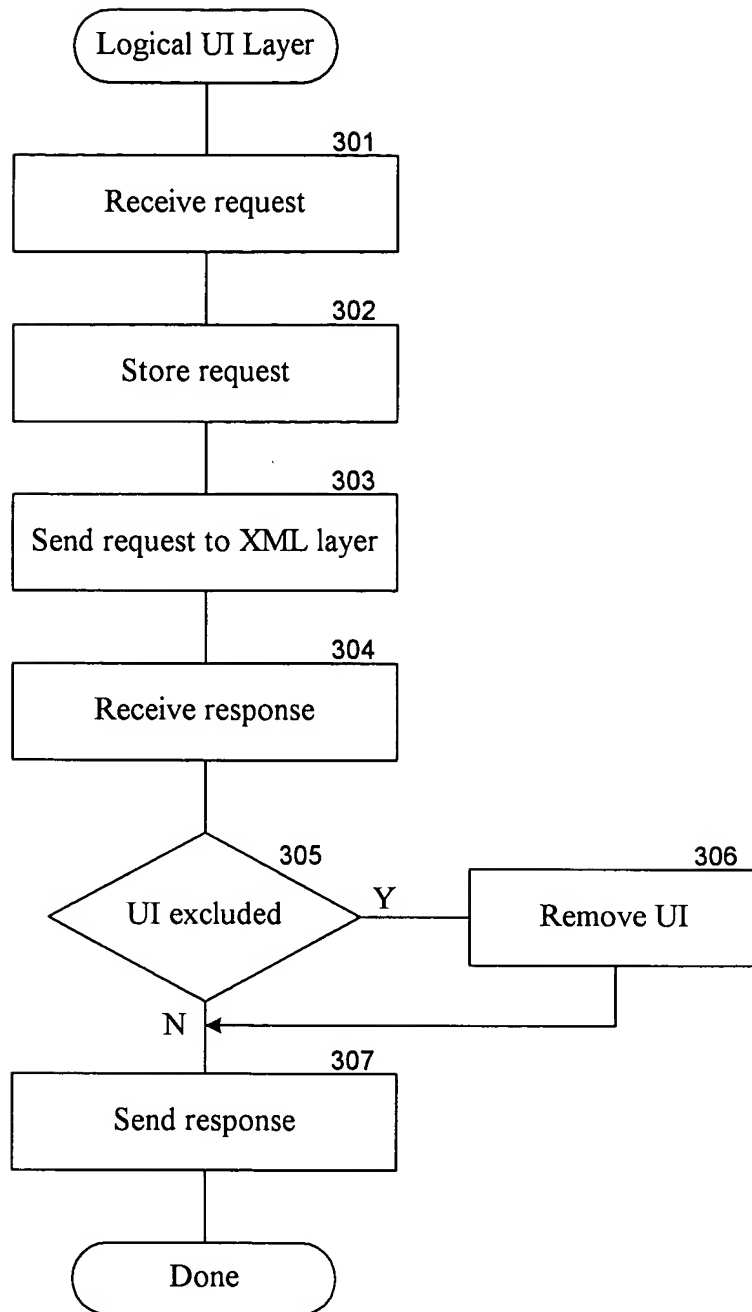 Logical UI Layer
301
Receive request
302
Store request
303
Send request to XML layer
304
Receive response
305
UI excluded
Y
306
Remove UI
N
307
Send response
Done